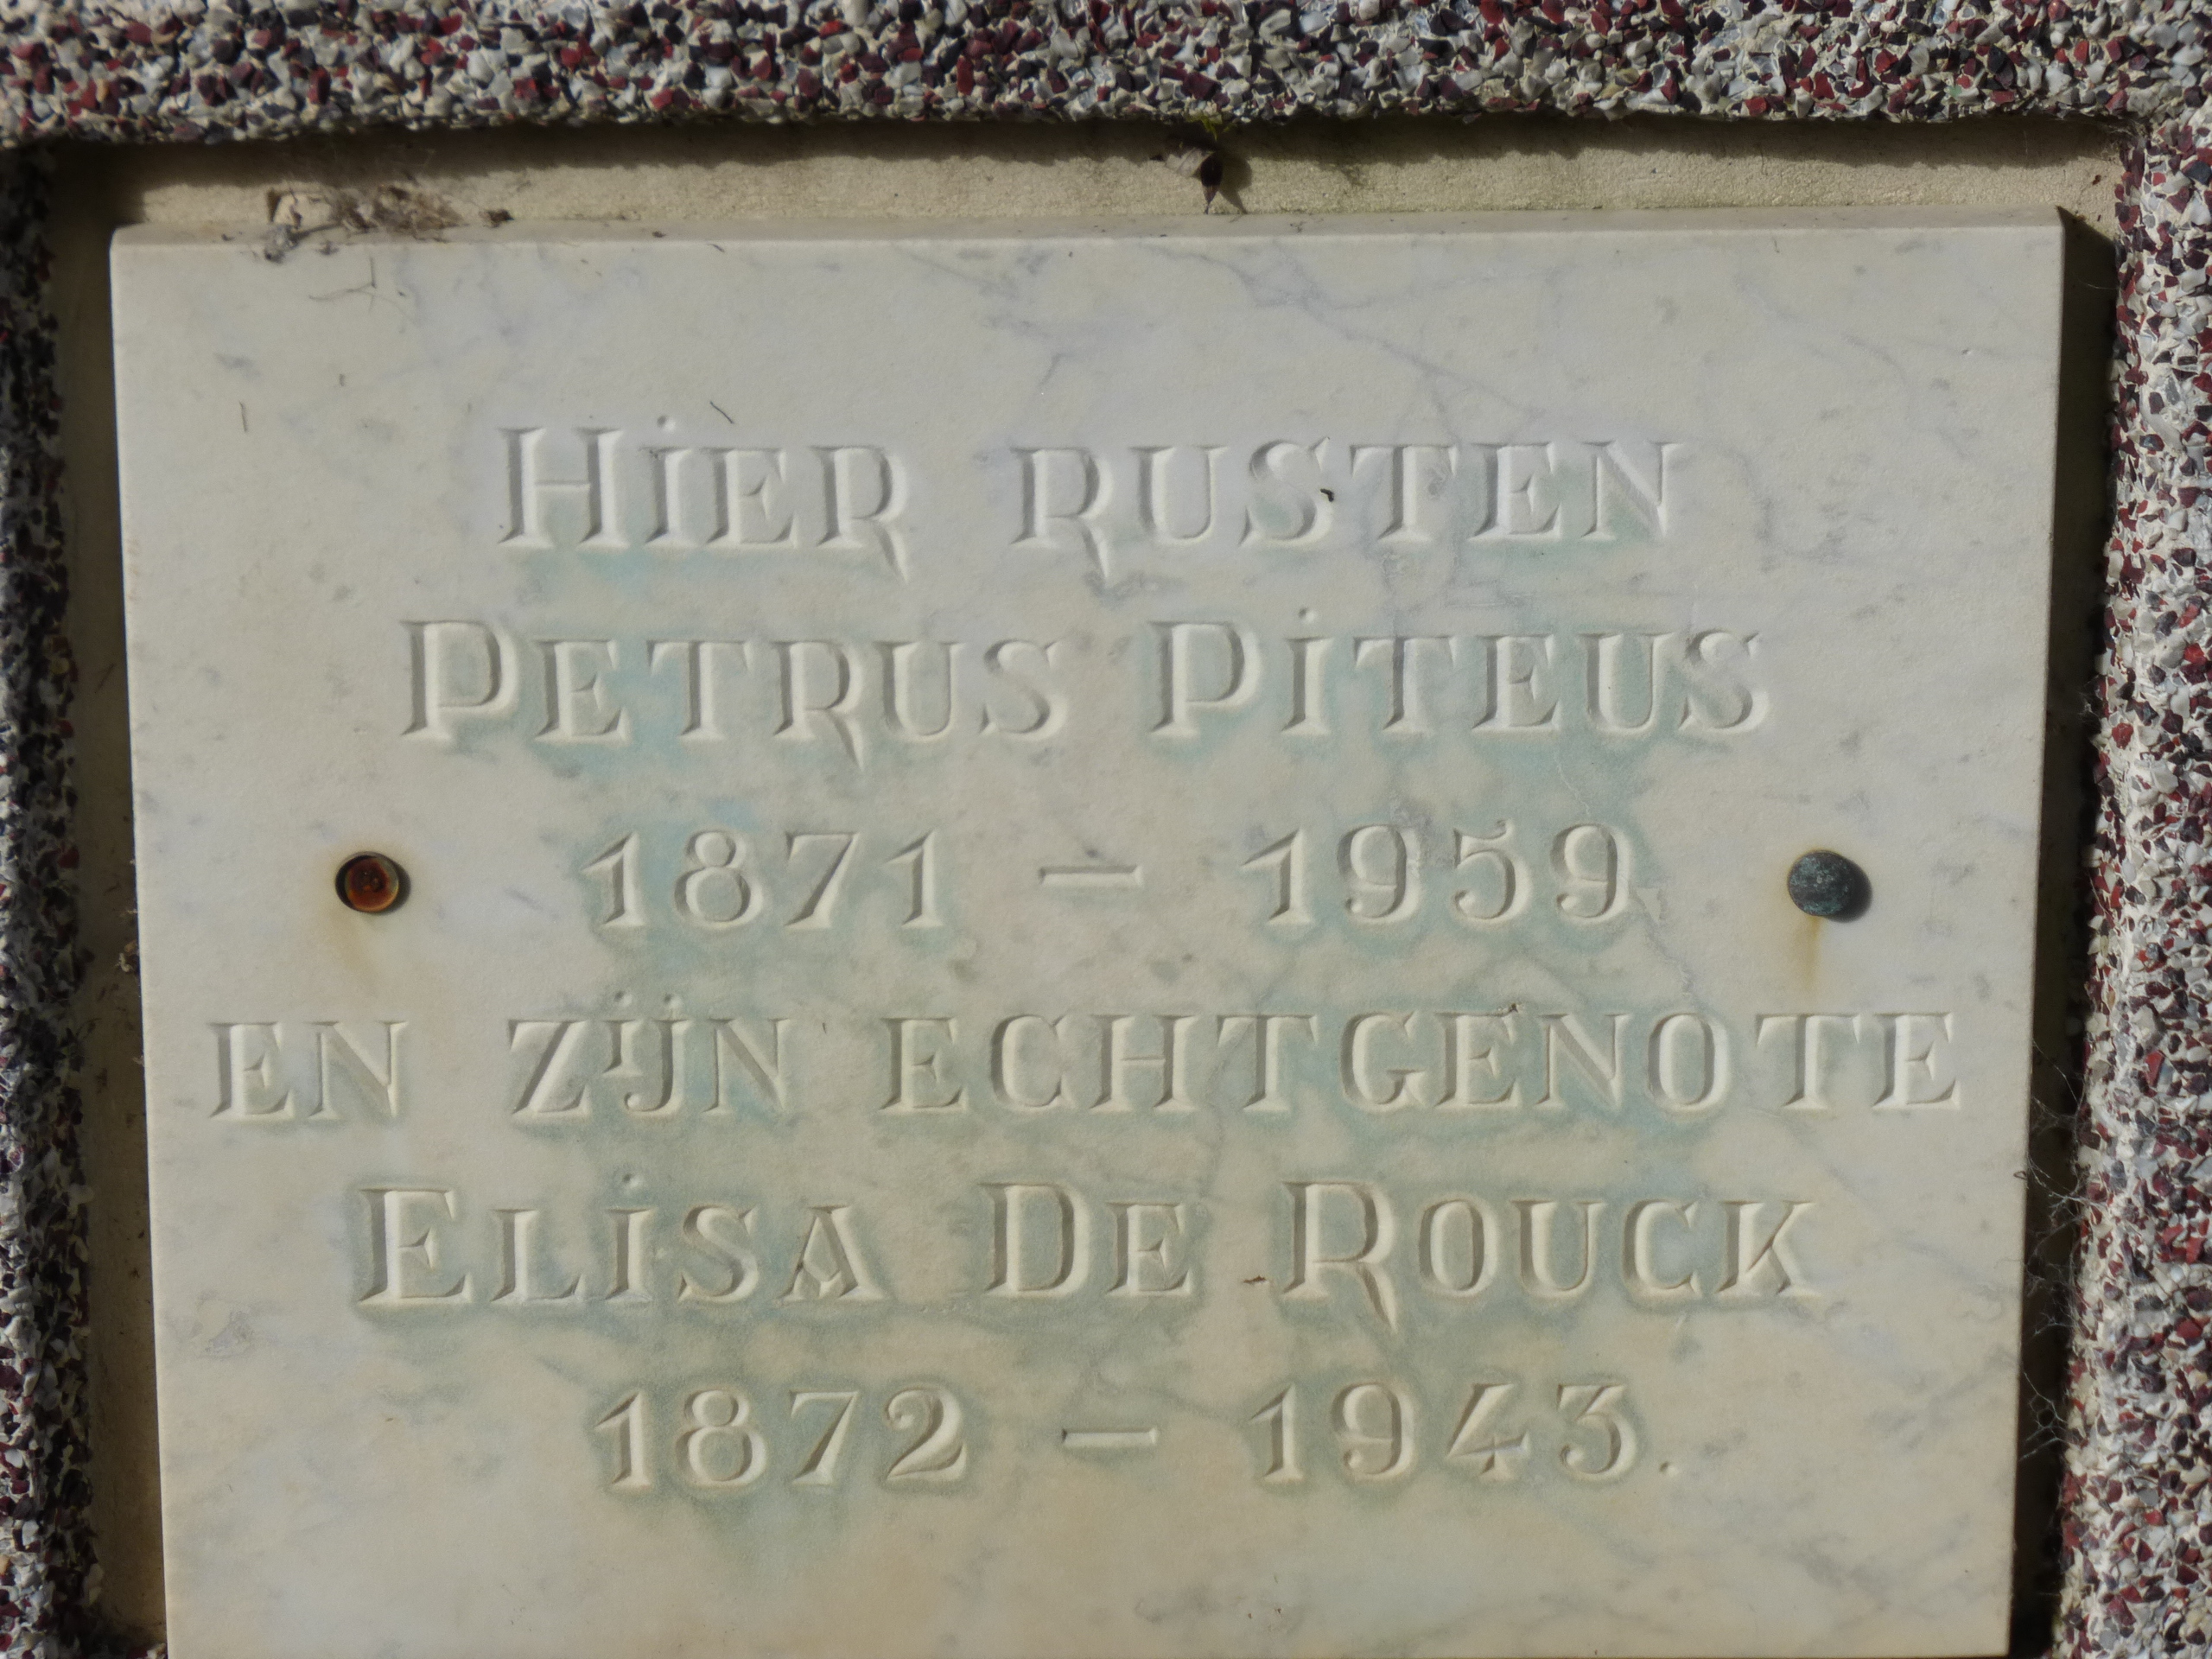 Hier rusten
Petrus Piteus
1871 — 1959
en zijn echtgenote
Elisa De Rouck
1872 — 1943.